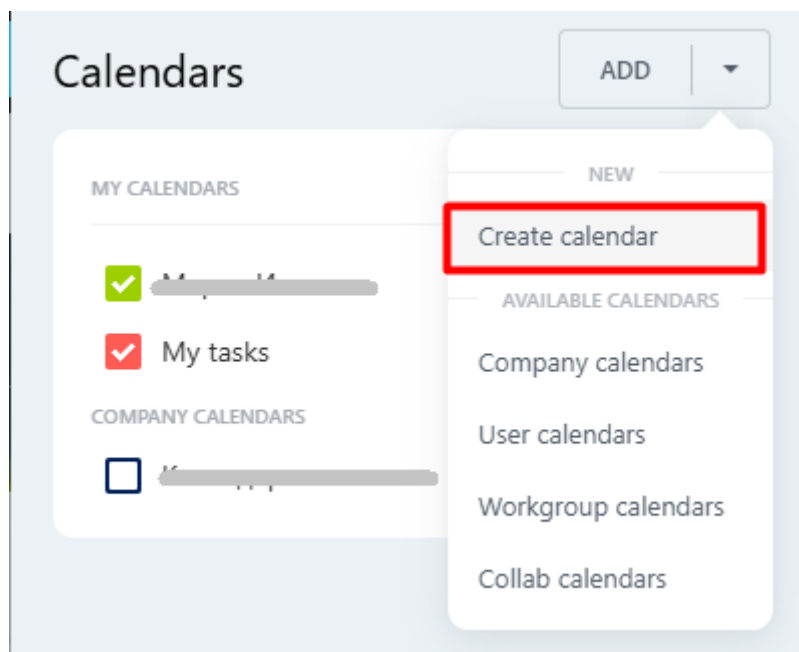 Calendars
ADD
MY CALENDARS
My tasks
COMPANY CALENDARS
NEW
Create calendar
AVAILABLE CALENDARS
Company calendars
User calendars
Workgroup calendars
Collab calendars